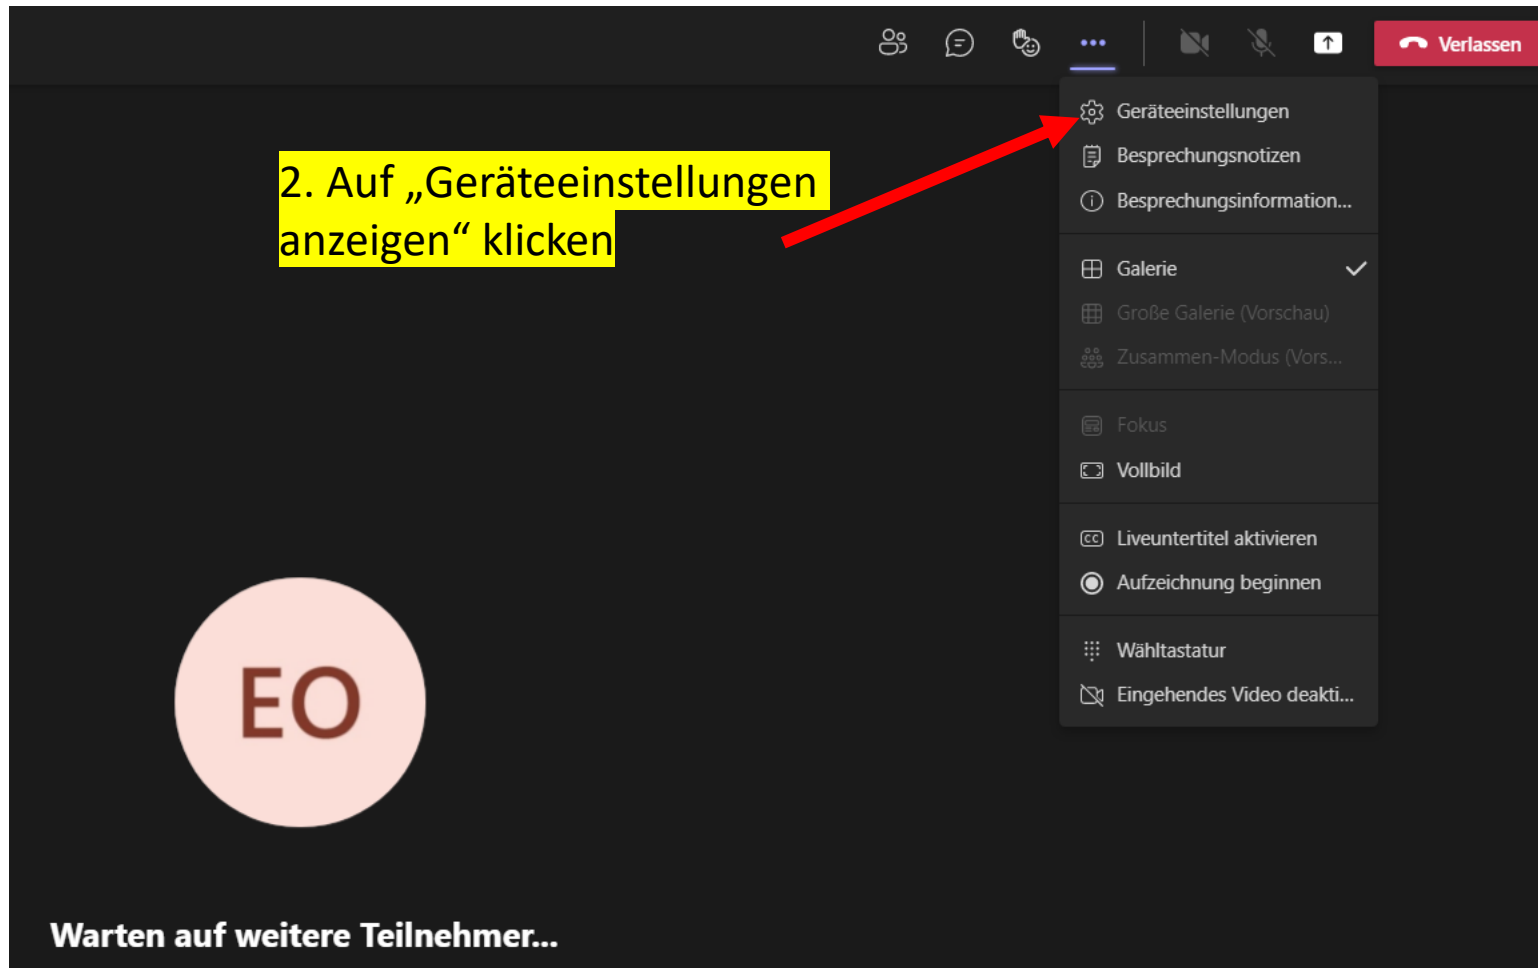 Verlassen
Geräteeinstellungen
Besprechungsnotizen
Besprechungsinformation...
2. Auf „Geräteeinstellungen
anzeigen“ klicken
Galerie
Große Galerie (Vorschau)
Zusammen-Modus (Vors...
Fokus
Vollbild
CC Liveuntertitel aktivieren
Aufzeichnung beginnen
Wähltastatur
Eingehendes Video deakti...
EO
Warten auf weitere Teilnehmer...